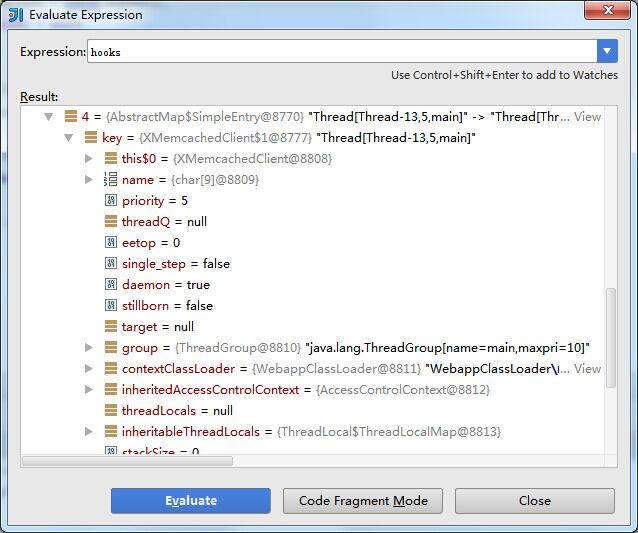 Evaluate Expression
Expression: hooks
Use Control+Shift+Enter to add to Watches
Result:
4 = {AbstractMap$SimpleEntry@8770} "Thread[Thread-13,5,main]" -> "Thread[Thr... View
key = {XMemcachedClient$1@8777} "Thread[Thread-13,5,main]"
this$0 = {XMemcachedClient@8808}
name = {char[9]@8809}
priority = 5
threadQ = null
eetop = 0
single_step = false
daemon = true
stillborn = false
target = null
group = {ThreadGroup@8810} "java.lang.ThreadGroup[name=main,maxpri=10]"
contextClassLoader = {WebappClassLoader@8811} "WebappClassLoader\... View
inheritedAccessControlContext = {AccessControlContext@8812}
threadLocals = null
inheritableThreadLocals = {ThreadLocal$ThreadLocalMap@8813}
stackSize = 0
Evaluate
Code Fragment Mode
Close